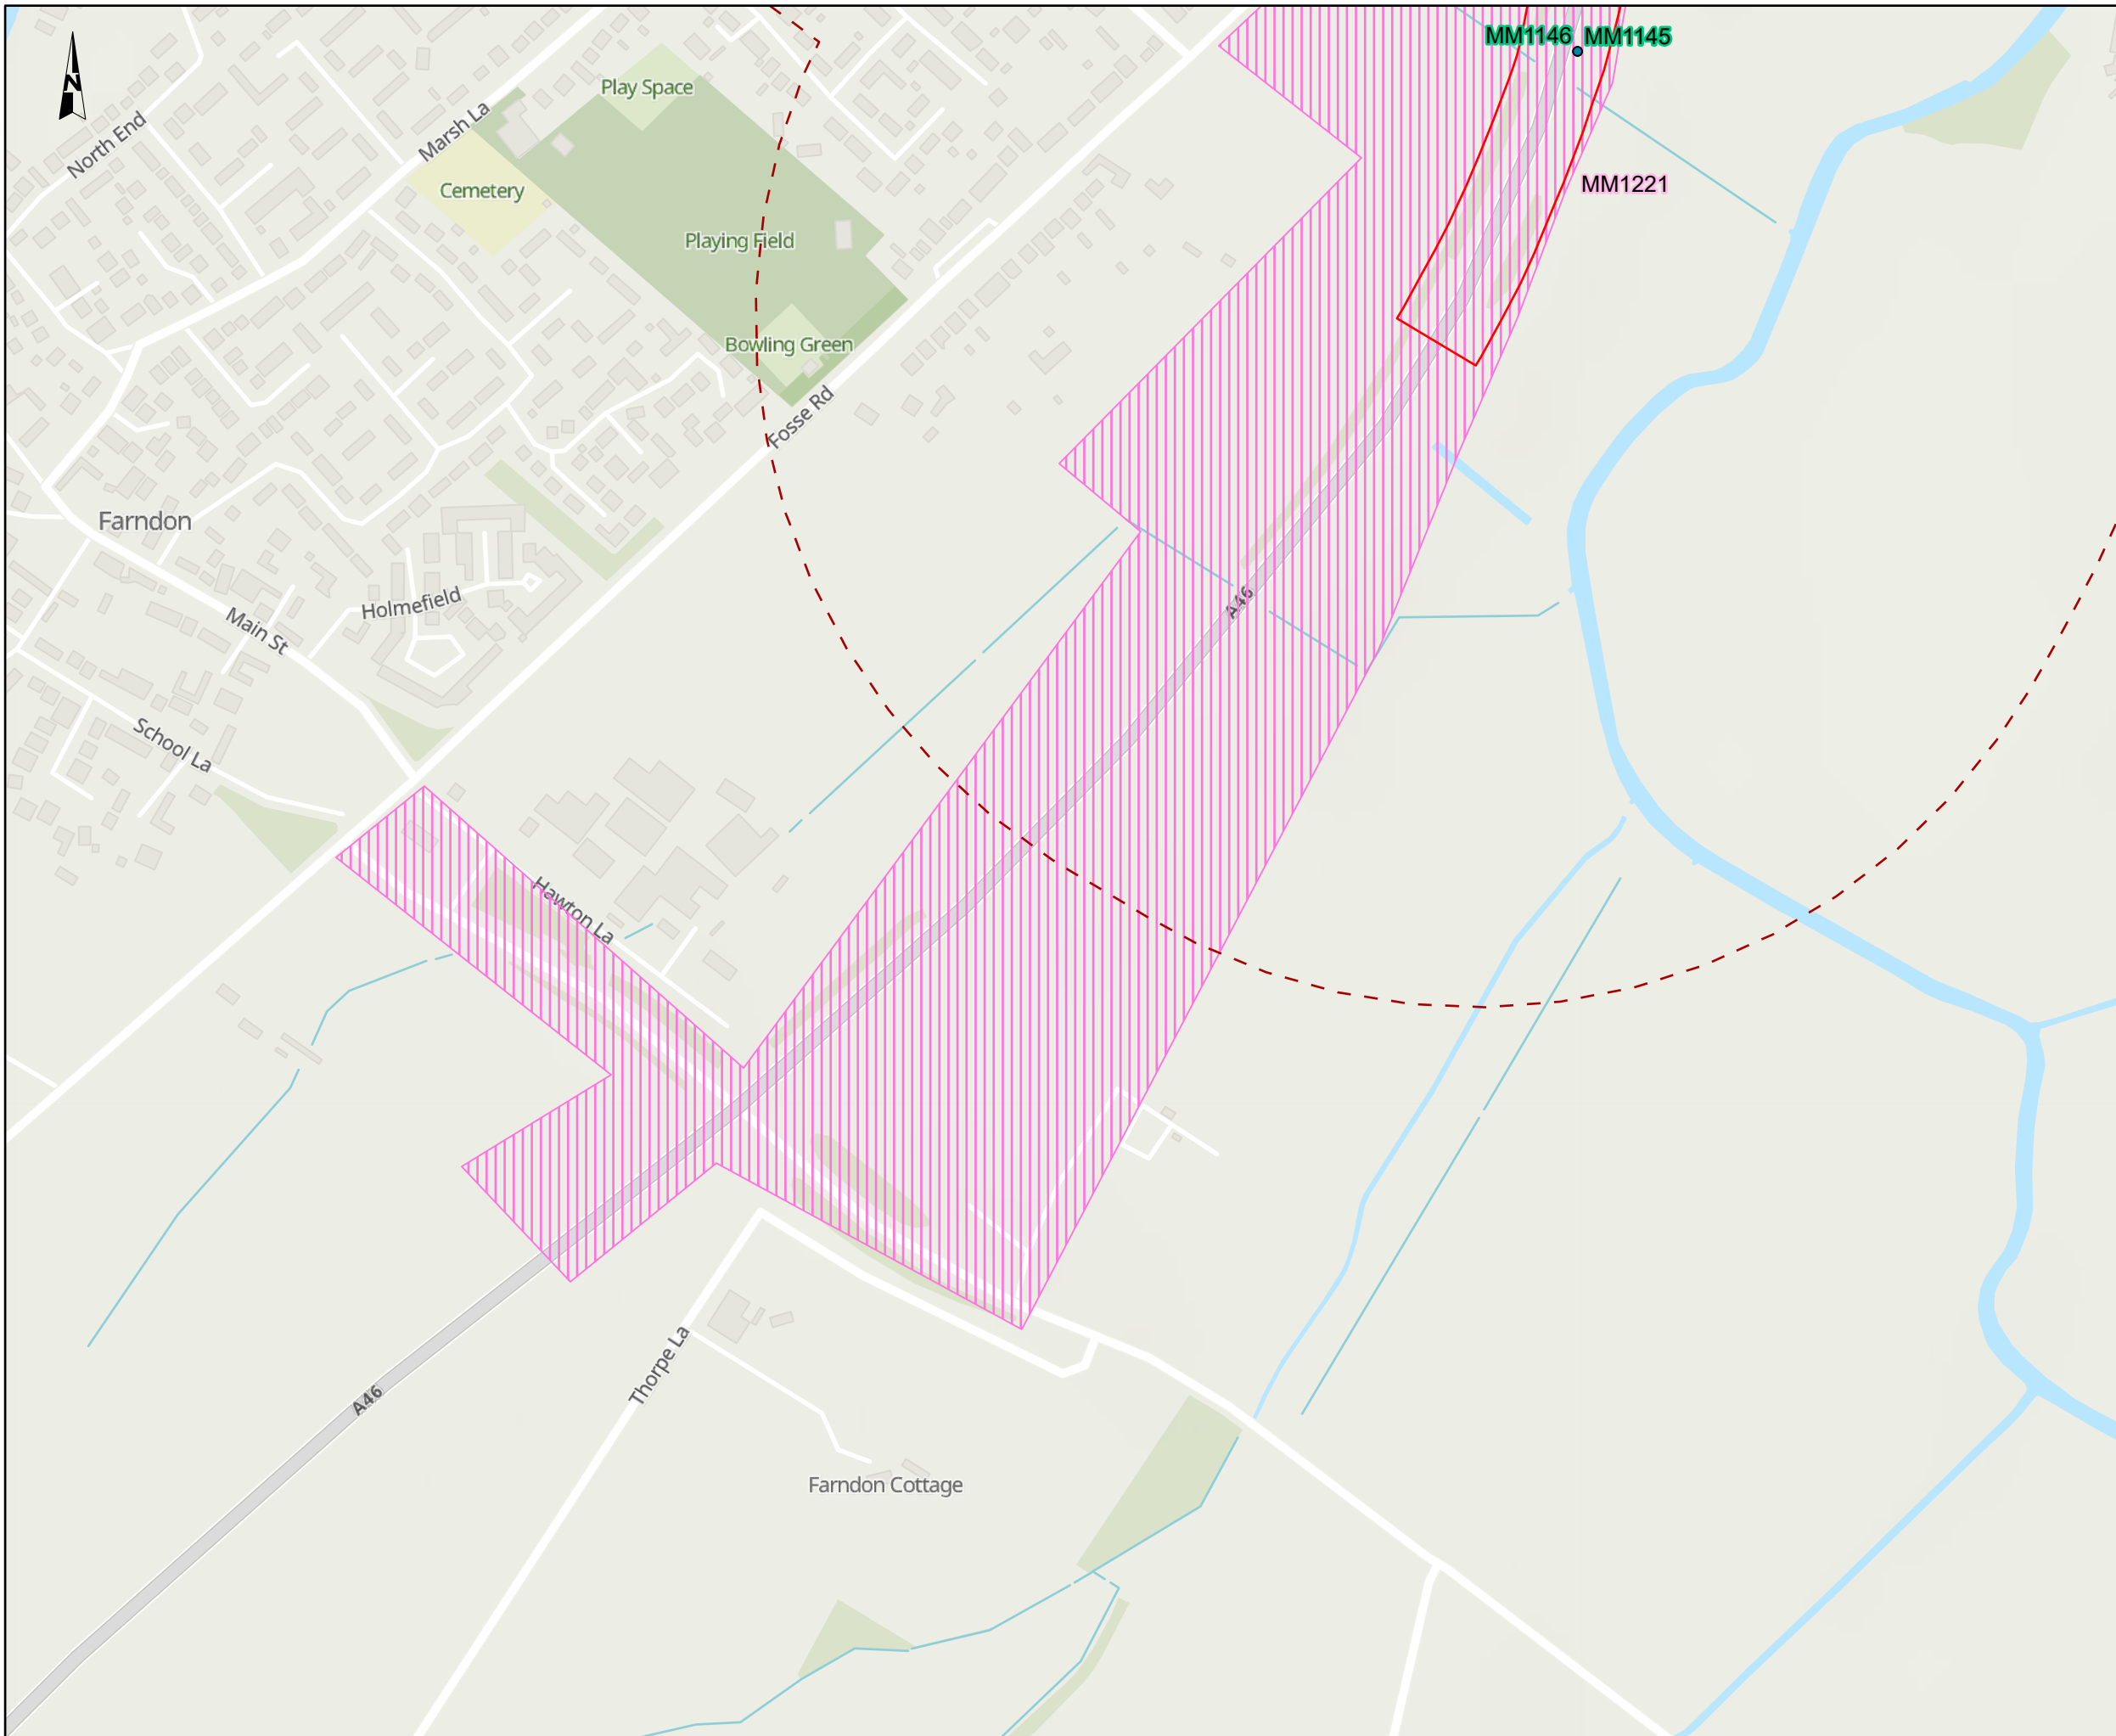 N
MM1146
MM1145
Play Space
North End
Marsh La
Cemetery
MM1221
Playing Field
Bowling Green
Fosse Rd
Farndon
Holmefield
A46
Main St
School La
Hawton La
Thorpe La
A46
Farndon Cottage